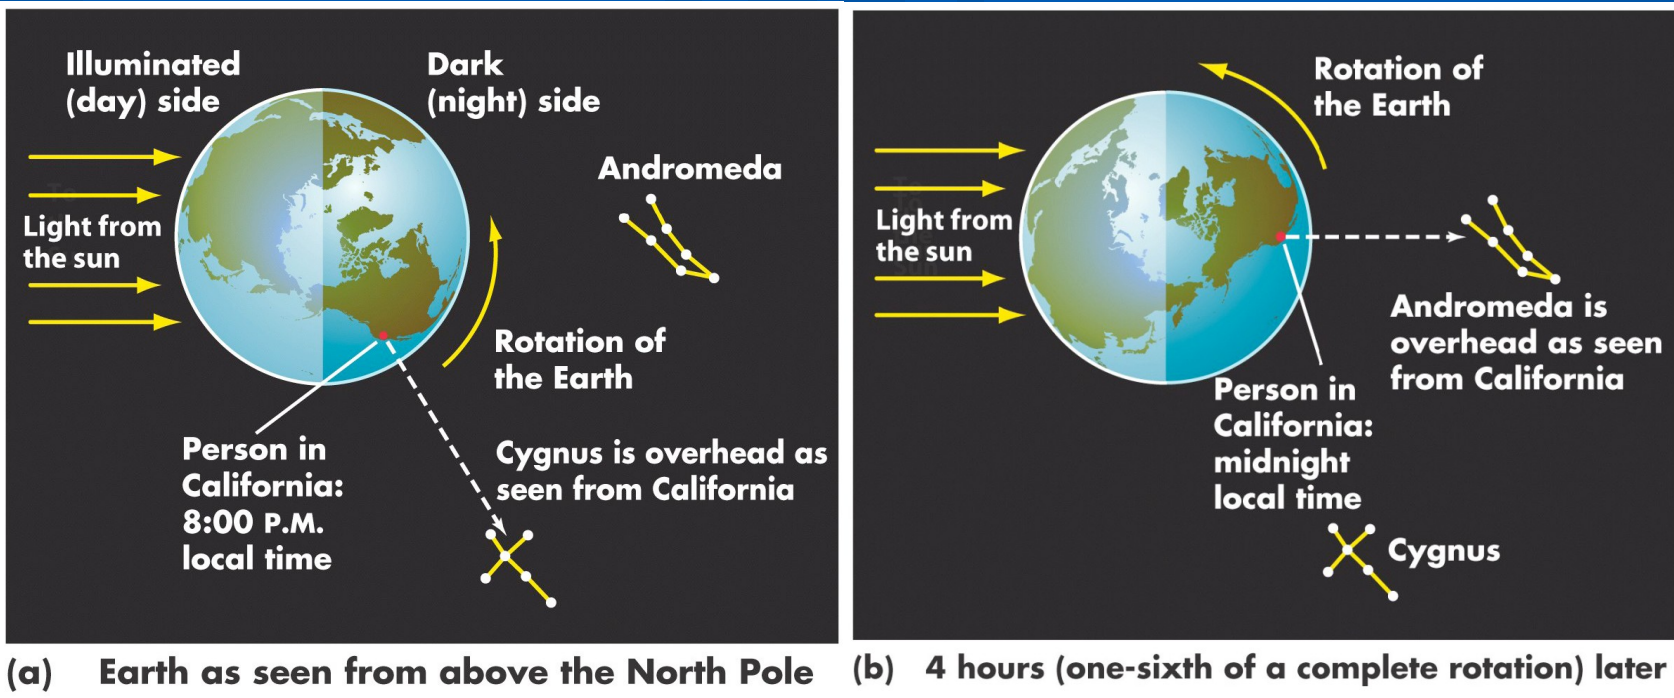 Illuminated
(day) side
Dark
(night) side
Andromeda
Light from
the sun
Rotation of
the Earth
Person in
California:
8:00 P.M.
local time
Cygnus is overhead as
seen from California
(a) Earth as seen from above the North Pole
Rotation of
the Earth
Light from
the sun
Andromeda is
overhead as seen
from California
Person in
California:
midnight
local time
Cygnus
(b) 4 hours (one-sixth of a complete rotation) later